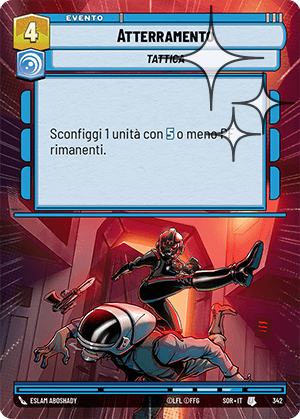 EVENTO
4
ATTERRAMENT
TATTICA
Sconfiggi 1 unità con 5 o meno
rimanenti.
ESLAM ABOSHADY
©LFL ©FFG
SOR • IT
342